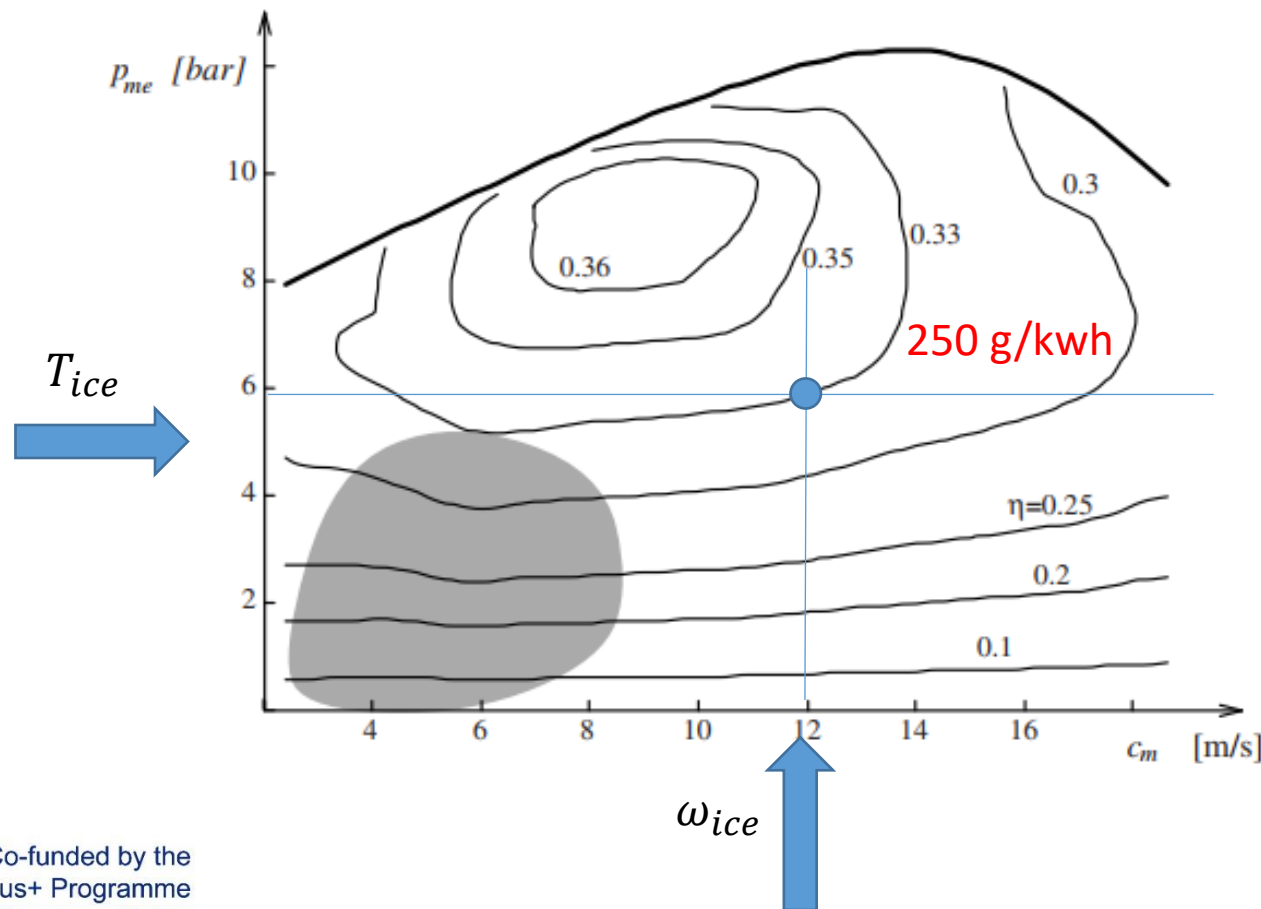 p_me [bar]
10
8
6
4
2
0.3
0.33
0.35
0.36
250 g/kwh
T_ice
η=0.25
0.2
0.1
4 6 8 10 12 14 16
c_m [m/s]
ω_ice
Co-funded by the
us+ Programme